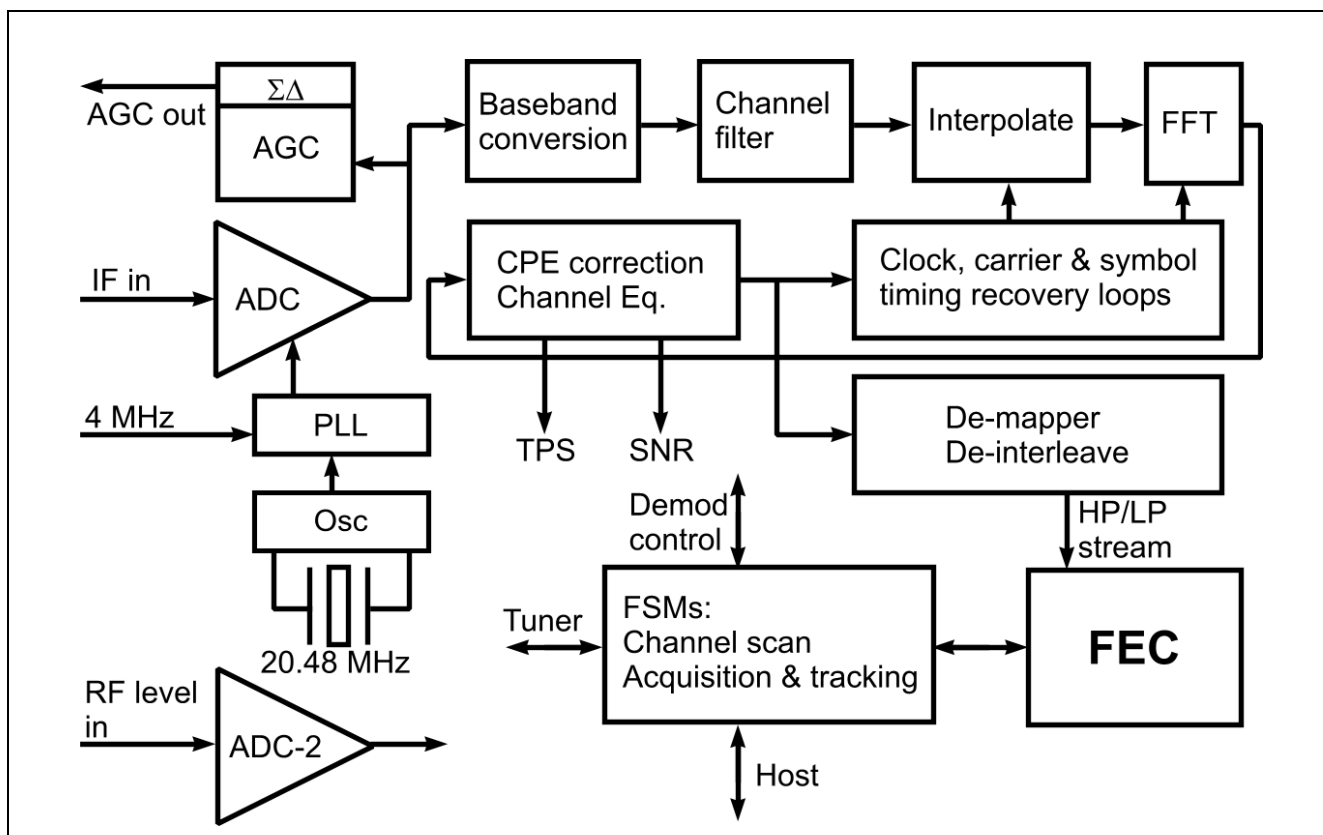 ΣΔ
AGC out
AGC
Baseband
conversion
Channel
filter
Interpolate
FFT
IF in
ADC
CPE correction
Channel Eq.
Clock, carrier & symbol
timing recovery loops
4 MHz
PLL
TPS
SNR
De-mapper
De-interleave
Osc
Demod
control
HP/LP
stream
20.48 MHz
Tuner
FSMs:
Channel scan
Acquisition & tracking
FEC
RF level
in
ADC-2
Host